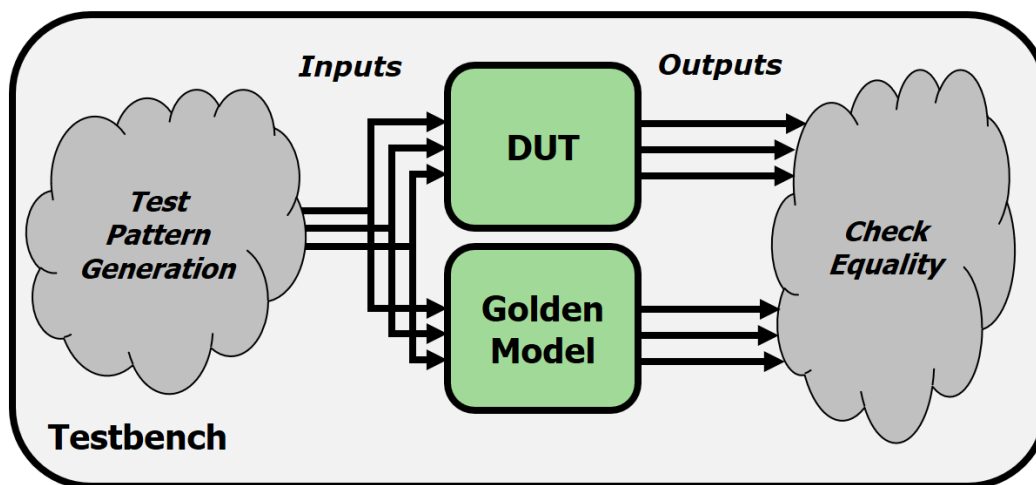 Inputs
Outputs
DUT
Test
Pattern
Generation
Check
Equality
Golden
Model
Testbench